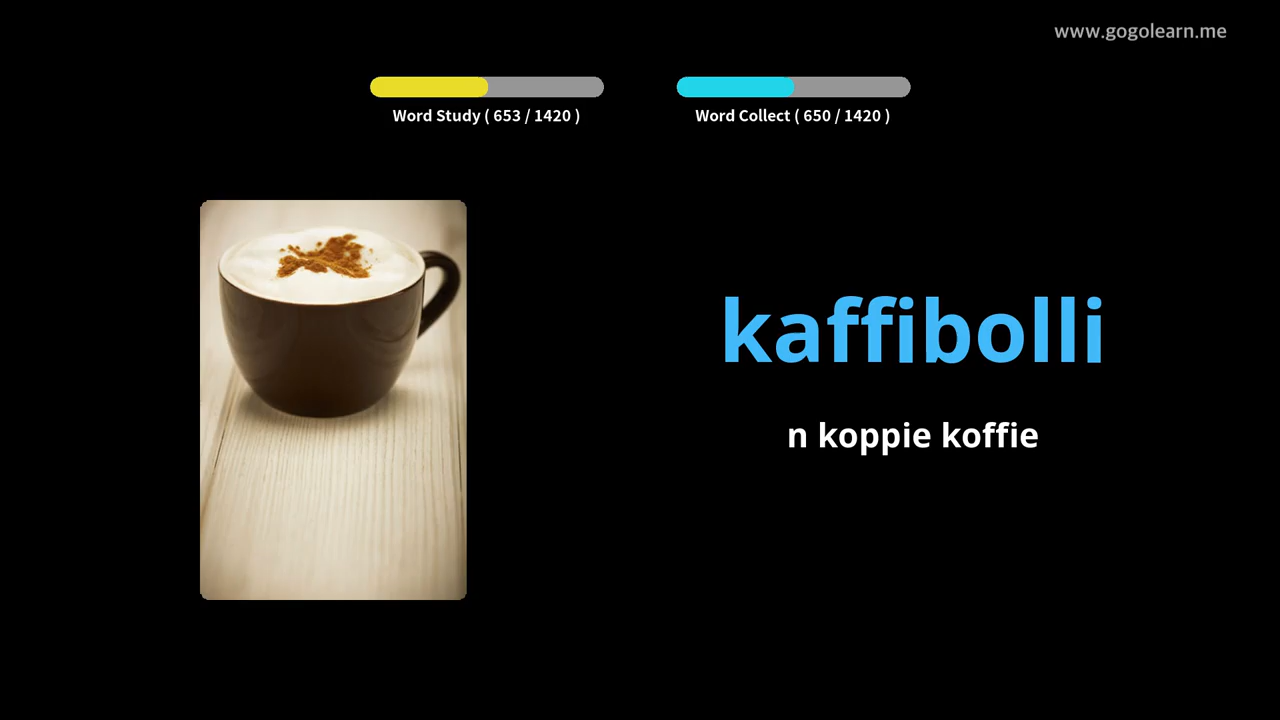 www.gogolearn.me
Word Study ( 653 / 1420 )
Word Collect ( 650 / 1420 )
kaffibolli
n koppie koffie